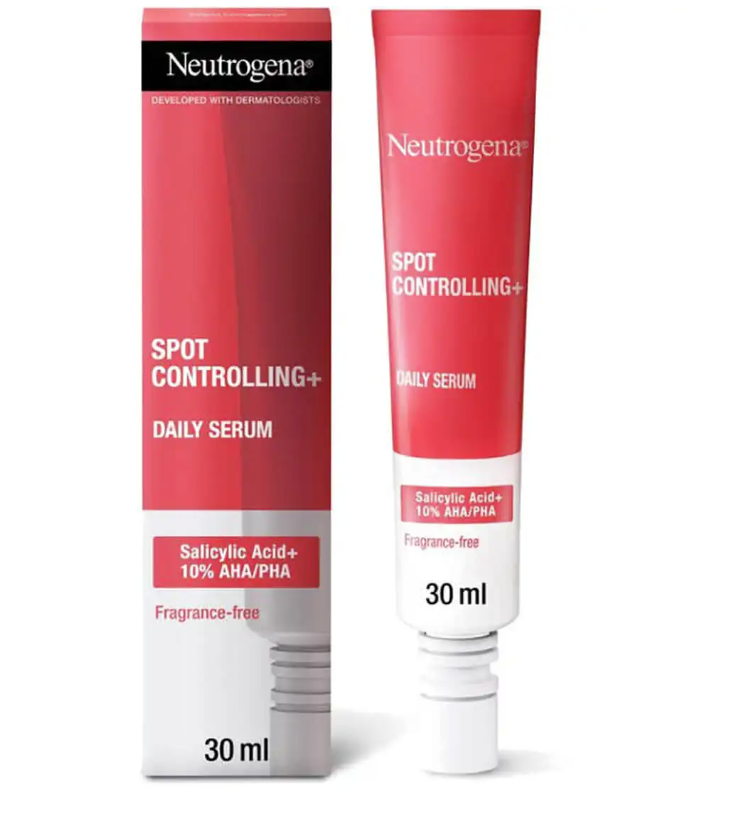 Neutrogena®
DEVELOPED WITH DERMATOLOGISTS
SPOT
CONTROLLING+
DAILY SERUM
Salicylic Acid+
10% AHA/PHA
Fragrance-free
30 ml
Neutrogena®
SPOT
CONTROLLING+
DAILY SERUM
Salicylic Acid+
10% AHA/PHA
Fragrance-free
30 ml